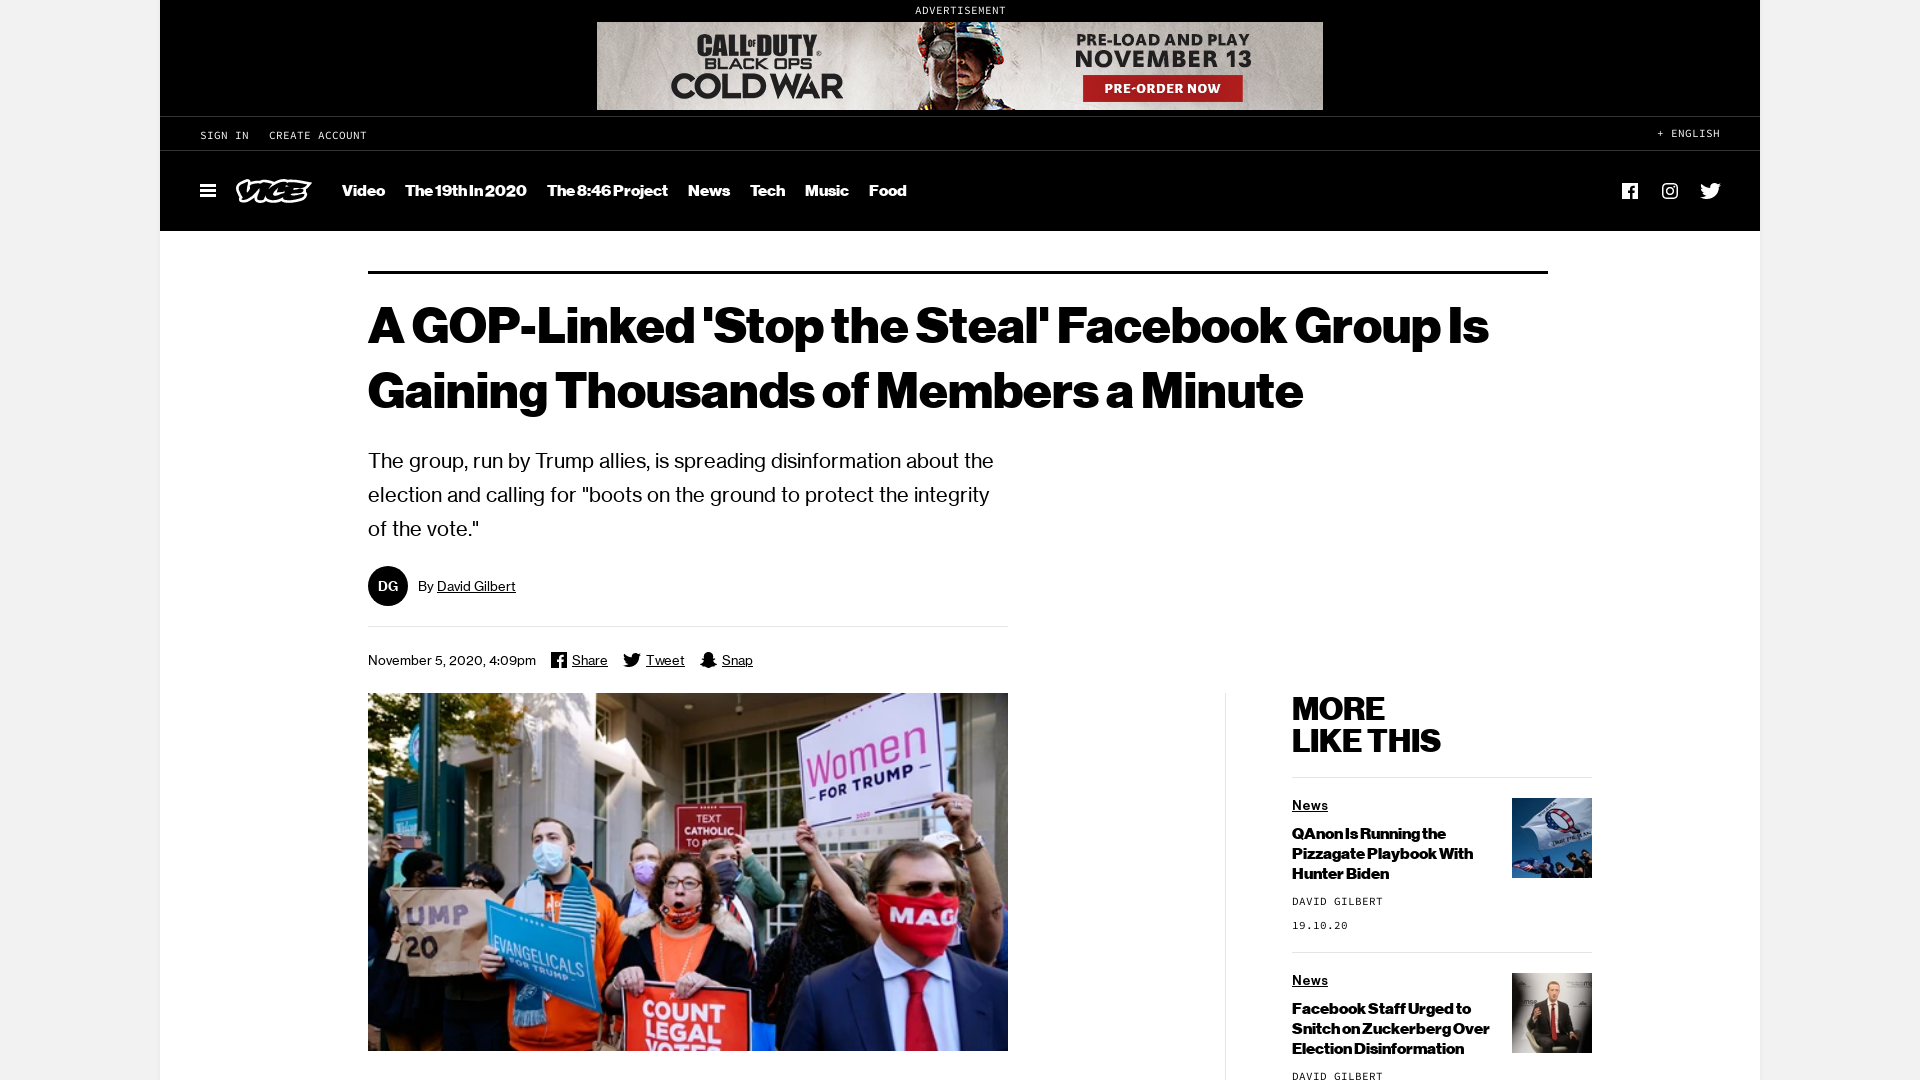 ADVERTISEMENT
CALL OF DUTY
BLACK OPS
COLD WAR
PRE-LOAD AND PLAY
NOVEMBER 13
PRE-ORDER NOW
SIGN IN CREATE ACCOUNT
+ ENGLISH
VICE
Video The 19th In 2020 The 8:46 Project News Tech Music Food
A GOP-Linked 'Stop the Steal' Facebook Group Is
Gaining Thousands of Members a Minute
The group, run by Trump allies, is spreading disinformation about the
election and calling for "boots on the ground to protect the integrity
of the vote."
DG By David Gilbert
November 5, 2020, 4:09pm Share Tweet Snap
Women
FOR TRUMP
2020
TEXT
CATHOLIC
TO
UMP
20
EVANGELICALS
FOR TRUMP
MAG
COUNT
LEGAL
VOTES
MORE
LIKE THIS
News
QAnon Is Running the
Pizzagate Playbook With
Hunter Biden
DAVID GILBERT
19.10.20
News
Facebook Staff Urged to
Snitch on Zuckerberg Over
Election Disinformation
DAVID GILBERT